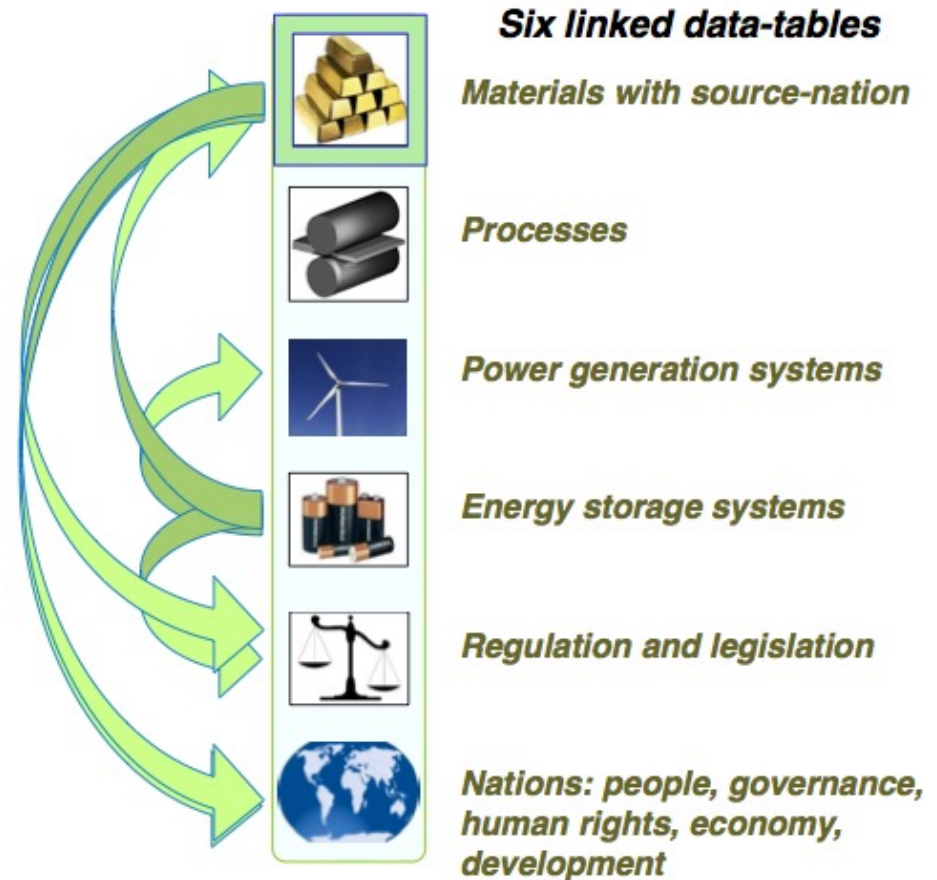 Six linked data-tables
Materials with source-nation
Processes
Power generation systems
Energy storage systems
Regulation and legislation
Nations: people, governance,
human rights, economy,
development